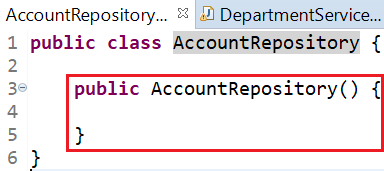 AccountRepository... DepartmentService...
1 public class AccountRepository {
2
3 public AccountRepository() {
4
5 }
6 }